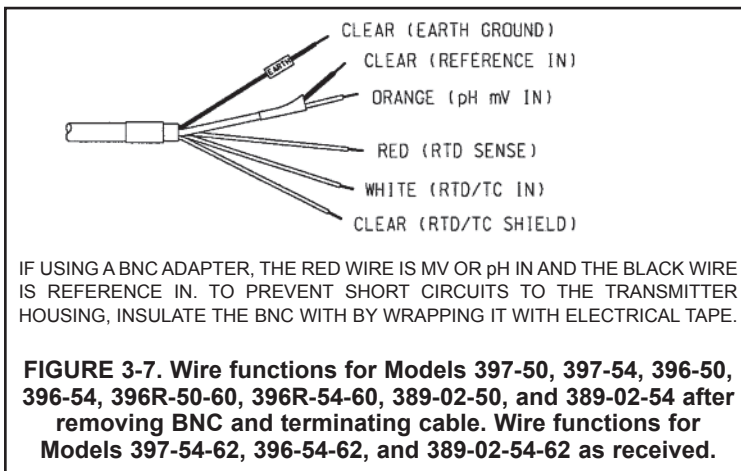 CLEAR (EARTH GROUND)
EARTH
CLEAR (REFERENCE IN)
ORANGE (pH mV IN)
RED (RTD SENSE)
WHITE (RTD/TC IN)
CLEAR (RTD/TC SHIELD)
IF USING A BNC ADAPTER, THE RED WIRE IS MV OR pH IN AND THE BLACK WIRE
IS REFERENCE IN. TO PREVENT SHORT CIRCUITS TO THE TRANSMITTER
HOUSING, INSULATE THE BNC WITH BY WRAPPING IT WITH ELECTRICAL TAPE.
FIGURE 3-7. Wire functions for Models 397-50, 397-54, 396-50,
396-54, 396R-50-60, 396R-54-60, 389-02-50, and 389-02-54 after
removing BNC and terminating cable. Wire functions for
Models 397-54-62, 396-54-62, and 389-02-54-62 as received.